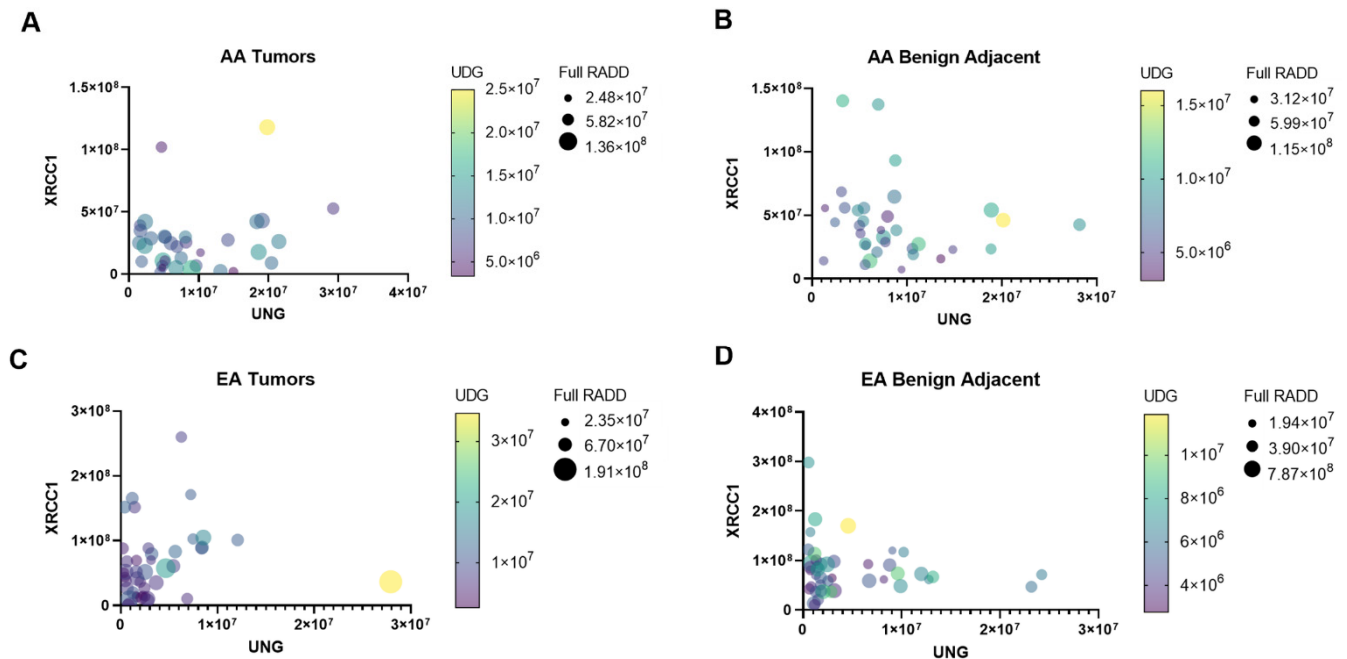 A
AA Tumors
XRCC1
1.5×10⁸
1×10⁸
5×10⁷
0
0
1×10⁷
2×10⁷
3×10⁷
4×10⁷
UNG
UDG
2.5×10⁷
2.0×10⁷
1.5×10⁷
1.0×10⁷
5.0×10⁶
Full RADD
2.48×10⁷
5.82×10⁷
1.36×10⁸
B
AA Benign Adjacent
XRCC1
1.5×10⁸
1×10⁸
5×10⁷
0
0
1×10⁷
2×10⁷
3×10⁷
UNG
UDG
1.5×10⁷
1.0×10⁷
5.0×10⁶
Full RADD
3.12×10⁷
5.99×10⁷
1.15×10⁸
C
EA Tumors
XRCC1
3×10⁸
2×10⁸
1×10⁸
0
0
1×10⁷
2×10⁷
3×10⁷
UNG
UDG
3×10⁷
2×10⁷
1×10⁷
Full RADD
2.35×10⁷
6.70×10⁷
1.91×10⁸
D
EA Benign Adjacent
XRCC1
4×10⁸
3×10⁸
2×10⁸
1×10⁸
0
0
1×10⁷
2×10⁷
3×10⁷
UNG
UDG
1×10⁷
8×10⁶
6×10⁶
4×10⁶
Full RADD
1.94×10⁷
3.90×10⁷
7.87×10⁸